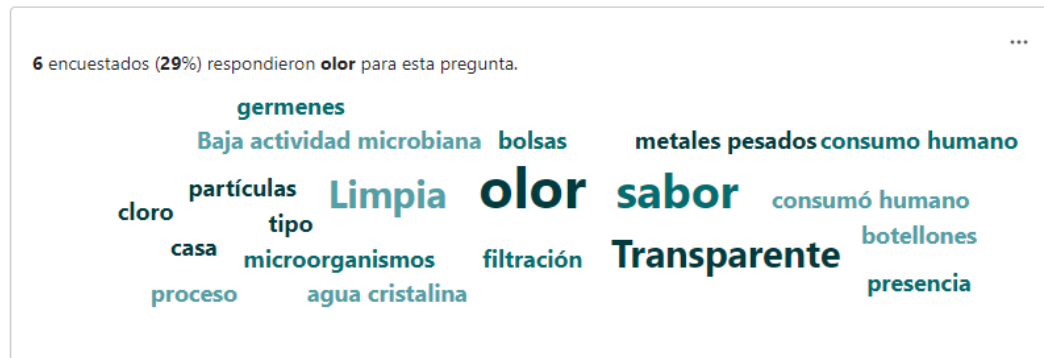 ...
6 encuestados (29%) respondieron olor para esta pregunta.
germenes
Baja actividad microbiana bolsas metales pesados consumo humano
partículas Limpia olor sabor consumó humano
cloro tipo botellones
casa microorganismos filtración Transparente
proceso agua cristalina presencia